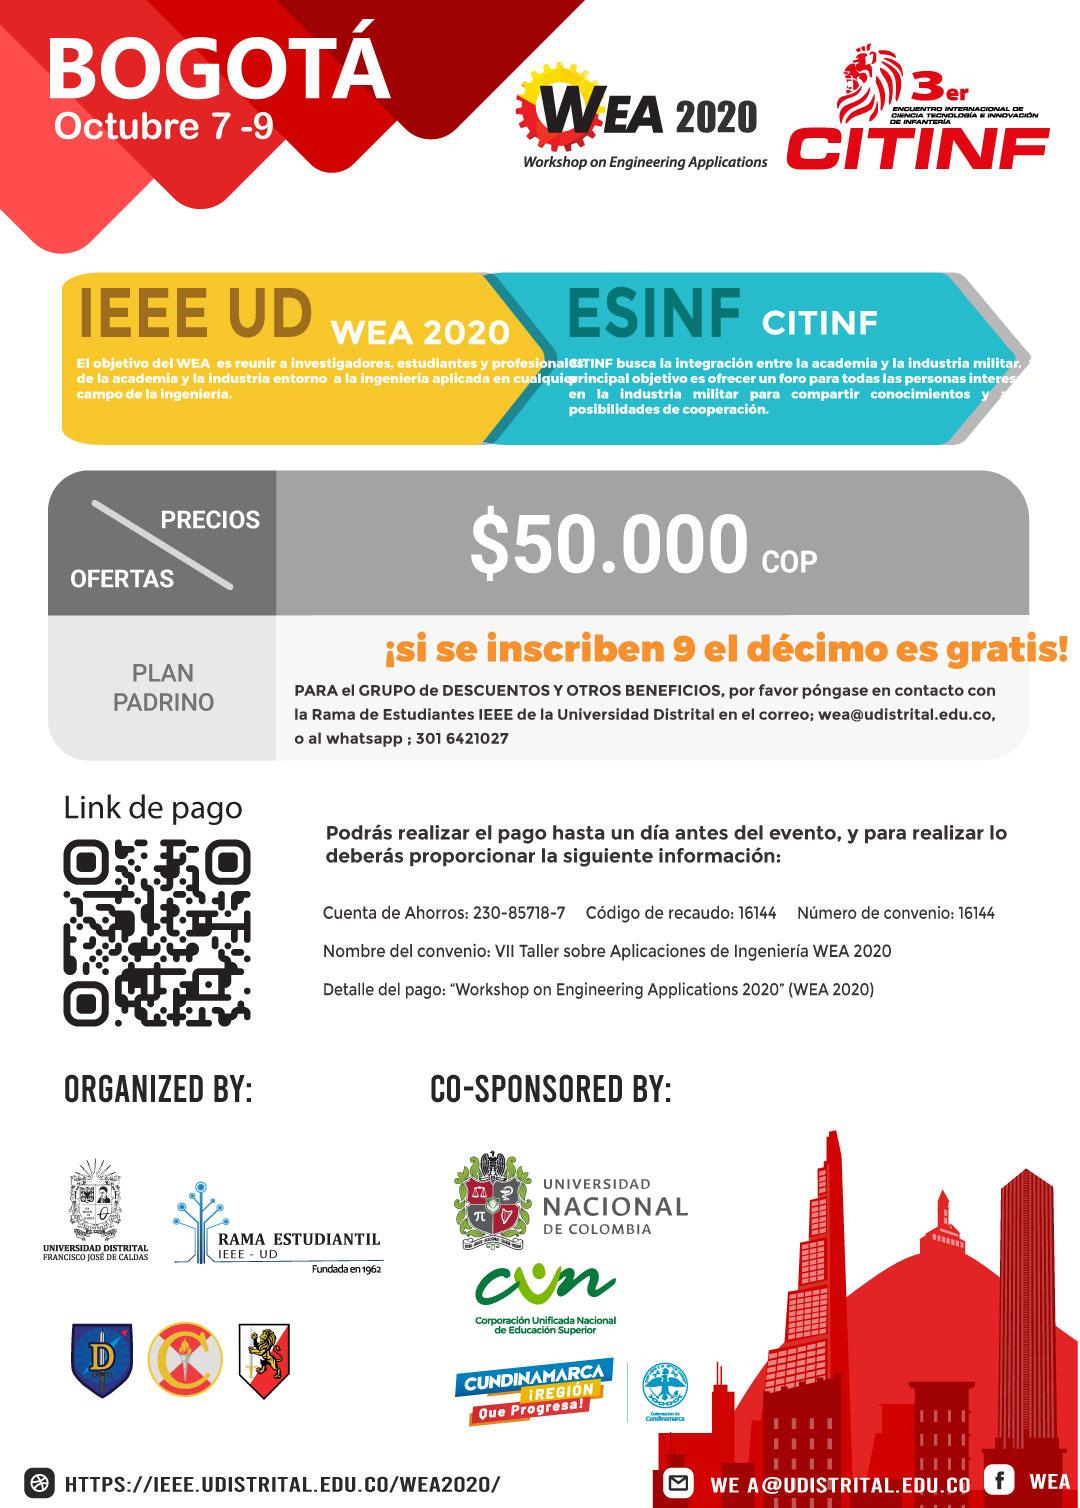 BOGOTÁ
Octubre 7 -9
WEA 2020
Workshop on Engineering Applications
3er
ENCUENTRO INTERNACIONAL DE
CIENCIA TECNOLOGÍA E INNOVACIÓN
DE INFANTERÍA
CITINF
IEEE UD WEA 2020
El objetivo del WEA es reunir a investigadores, estudiantes y profesionales
de la academia y la industria entorno a la ingenieria aplicada en cualquier
campo de la ingeniería.
ESINF CITINF
CITINF busca la integración entre la academia y la industria militar.
principal objetivo es ofrecer un foro para todas las personas
en la industria militar para compartir conocimientos y
posibilidades de cooperación.
PRECIOS
OFERTAS
$50.000 COP
PLAN
PADRINO
¡si se inscriben 9 el décimo es gratis!
PARA el GRUPO de DESCUENTOS Y OTROS BENEFICIOS, por favor póngase en contacto con
la Rama de Estudiantes IEEE de la Universidad Distrital en el correo; wea@udistrital.edu.co,
o al whatsapp ; 301 6421027
Link de pago
Podrás realizar el pago hasta un día antes del evento, y para realizar lo
deberás proporcionar la siguiente información:
Cuenta de Ahorros: 230-85718-7 Código de recaudo: 16144 Número de convenio: 16144
Nombre del convenio: VII Taller sobre Aplicaciones de Ingeniería WEA 2020
Detalle del pago: “Workshop on Engineering Applications 2020” (WEA 2020)
ORGANIZED BY:
UNIVERSIDAD DISTRITAL
FRANCISCO JOSÉ DE CALDAS
RAMA ESTUDIANTIL
IEEE - UD
Fundada en 1962
D
C
CO-SPONSORED BY:
UNIVERSIDAD
NACIONAL
DE COLOMBIA
cun
Corporación Unificada Nacional
de Educación Superior
CUNDINAMARCA
¡REGIÓN
Que Progresa!
Gobernación de
Cundinamarca
HTTPS://IEEE.UDISTRITAL.EDU.CO/WEA2020/
WE A@UDISTRITAL.EDU.CO
WEA